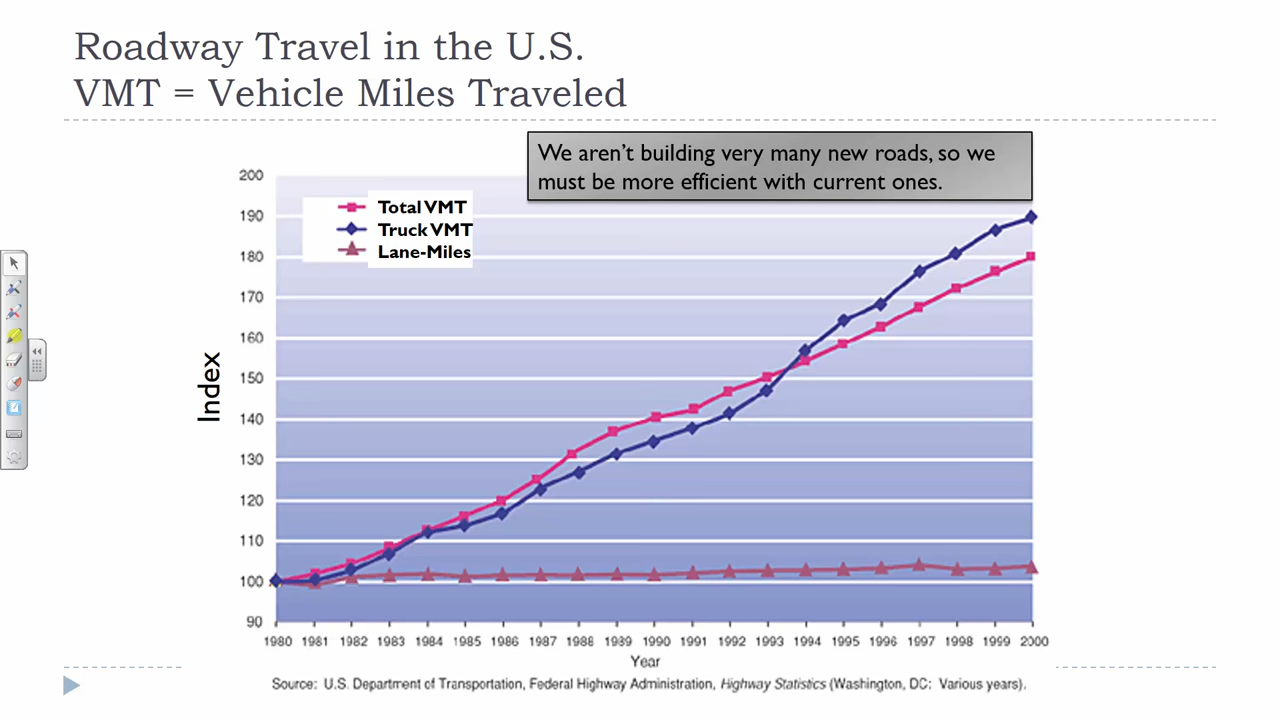 Roadway Travel in the U.S.
VMT = Vehicle Miles Traveled
We aren't building very many new roads, so we
must be more efficient with current ones.
Total VMT
Truck VMT
Lane-Miles
200
190
180
170
160
150
140
130
120
110
100
90
Index
1980 1981 1982 1983 1984 1985 1986 1987 1988 1989 1990 1991 1992 1993 1994 1995 1996 1997 1998 1999 2000
Year
Source: U.S. Department of Transportation, Federal Highway Administration, Highway Statistics (Washington, DC: Various years).